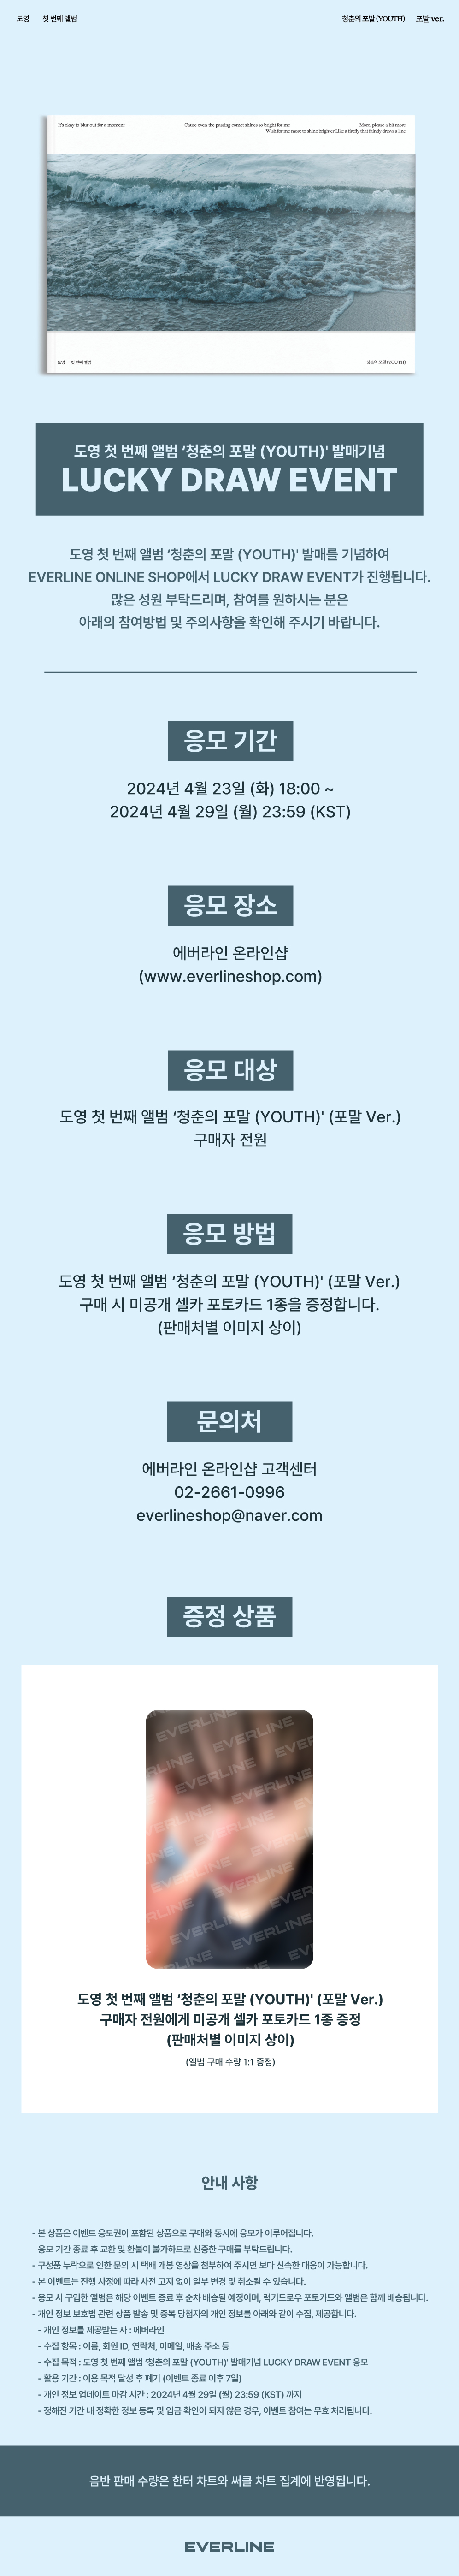 도영 첫 번째 앨범 청춘의 포말 (YOUTH) 포말 ver.
It's okay to blur out for a moment
Cause even the passing comet shines so bright for me
More, please a bit more
Wish for me more to shine brighter Like a firefly that faintly draws a line
도영 첫 번째 앨범 청춘의 포말 (YOUTH)
도영 첫 번째 앨범 ‘청춘의 포말 (YOUTH)' 발매기념
LUCKY DRAW EVENT
도영 첫 번째 앨범 ‘청춘의 포말 (YOUTH)' 발매를 기념하여
EVERLINE ONLINE SHOP에서 LUCKY DRAW EVENT가 진행됩니다.
많은 성원 부탁드리며, 참여를 원하시는 분은
아래의 참여방법 및 주의사항을 확인해 주시기 바랍니다.
응모 기간
2024년 4월 23일 (화) 18:00 ~
2024년 4월 29일 (월) 23:59 (KST)
응모 장소
에버라인 온라인샵
(www.everlineshop.com)
응모 대상
도영 첫 번째 앨범 ‘청춘의 포말 (YOUTH)' (포말 Ver.)
구매자 전원
응모 방법
도영 첫 번째 앨범 ‘청춘의 포말 (YOUTH)' (포말 Ver.)
구매 시 미공개 셀카 포토카드 1종을 증정합니다.
(판매처별 이미지 상이)
문의처
에버라인 온라인샵 고객센터
02-2661-0996
everlineshop@naver.com
증정 상품
EVERLINE
도영 첫 번째 앨범 ‘청춘의 포말 (YOUTH)' (포말 Ver.)
구매자 전원에게 미공개 셀카 포토카드 1종 증정
(판매처별 이미지 상이)
(앨범 구매 수량 1:1 증정)
안내 사항
- 본 상품은 이벤트 응모권이 포함된 상품으로 구매와 동시에 응모가 이루어집니다.
응모 기간 종료 후 교환 및 환불이 불가하므로 신중한 구매를 부탁드립니다.
- 구성품 누락으로 인한 문의 시 택배 개봉 영상을 첨부하여 주시면 보다 신속한 대응이 가능합니다.
- 본 이벤트는 진행 사정에 따라 사전 고지 없이 일부 변경 및 취소될 수 있습니다.
- 응모 시 구입한 앨범은 해당 이벤트 종료 후 순차 배송될 예정이며, 럭키드로우 포토카드와 앨범은 함께 배송됩니다.
- 개인 정보 보호법 관련 상품 발송 및 중복 당첨자의 개인 정보를 아래와 같이 수집, 제공합니다.
- 개인 정보를 제공받는 자 : 에버라인
- 수집 항목 : 이름, 회원 ID, 연락처, 이메일, 배송 주소 등
- 수집 목적 : 도영 첫 번째 앨범 ‘청춘의 포말 (YOUTH)' 발매기념 LUCKY DRAW EVENT 응모
- 활용 기간 : 이용 목적 달성 후 폐기 (이벤트 종료 이후 7일)
- 개인 정보 업데이트 마감 시간 : 2024년 4월 29일 (월) 23:59 (KST) 까지
- 정해진 기간 내 정확한 정보 등록 및 입금 확인이 되지 않은 경우, 이벤트 참여는 무효 처리됩니다.
음반 판매 수량은 한터 차트와 써클 차트 집계에 반영됩니다.
EVERLINE